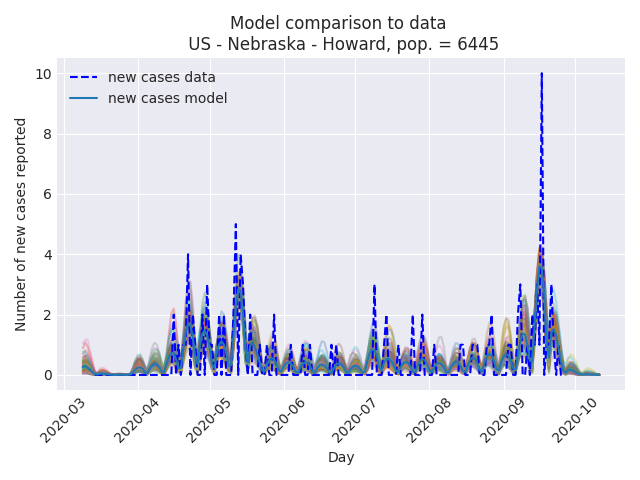 Model comparison to data
US - Nebraska - Howard, pop. = 6445
new cases data
new cases model
Number of new cases reported
10
8
6
4
2
0
2020-03
2020-04
2020-05
2020-06
2020-07
2020-08
2020-09
2020-10
Day